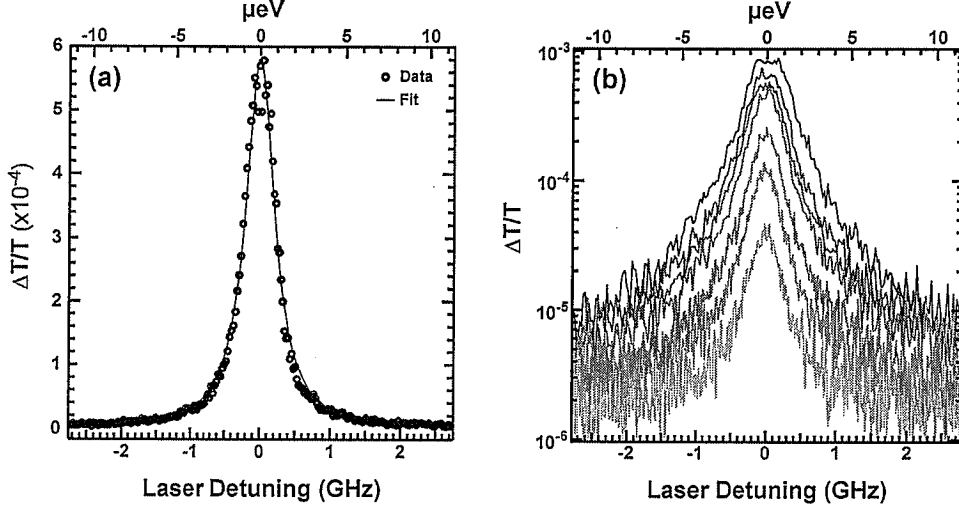 μeV
-10 -5 0 5 10
6
5
4
3
2
1
0
(a)
Data
Fit
ΔT/T (x10-4)
-2 -1 0 1 2
Laser Detuning (GHz)
μeV
-10 -5 0 5 10
10-3
10-4
10-5
10-6
(b)
ΔT/T
-2 -1 0 1 2
Laser Detuning (GHz)